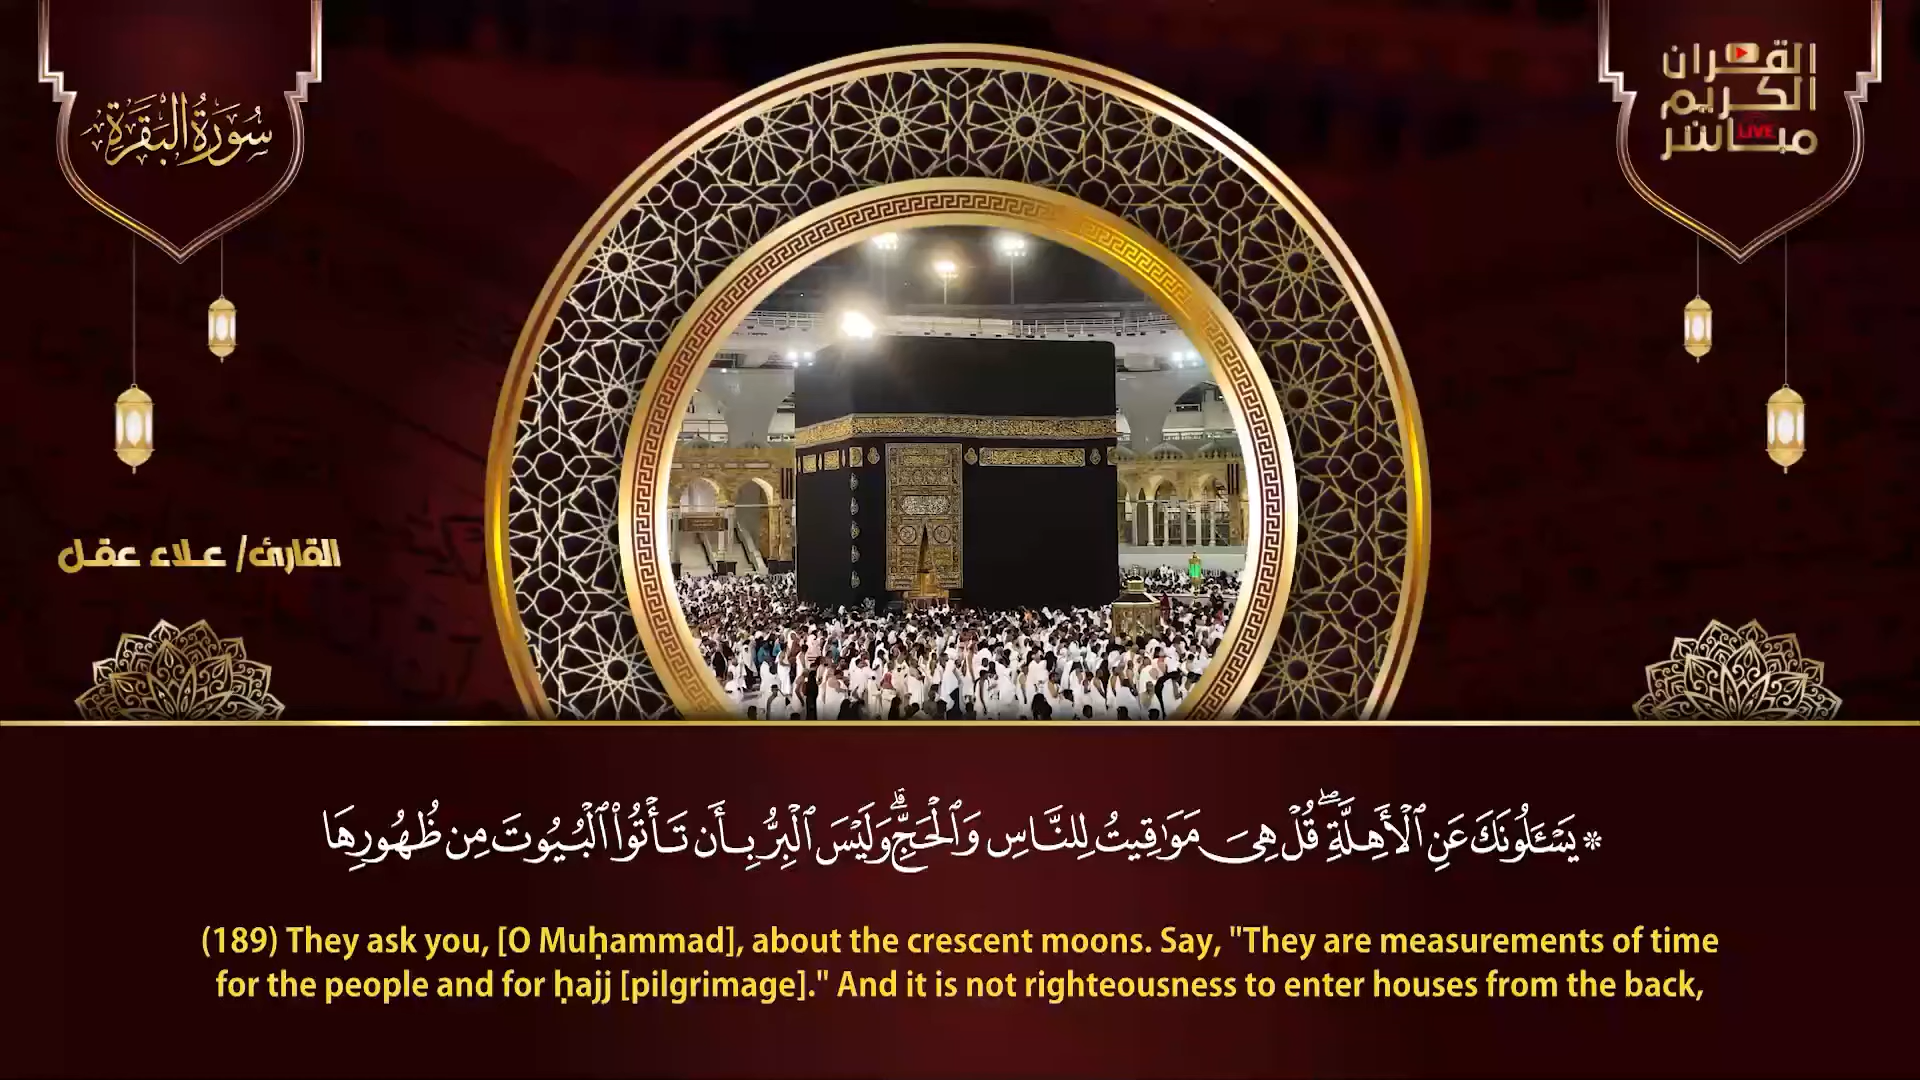 سُورَةُ البَقَرَةِ
القرآن
الكريم
مباشر
LIVE
القارئ/ علاء عقل
* يَسْـَٔلُونَكَ عَنِ ٱلْأَهِلَّةِۖ قُلْ هِىَ مَوَٰقِيتُ لِلنَّاسِ وَٱلْحَجِّۗ وَلَيْسَ ٱلْبِرُّ بِأَن تَأْتُوا۟ ٱلْبُيُوتَ مِن ظُهُورِهَا
(189) They ask you, [O Muḥammad], about the crescent moons. Say, "They are measurements of time
for the people and for ḥajj [pilgrimage]." And it is not righteousness to enter houses from the back,